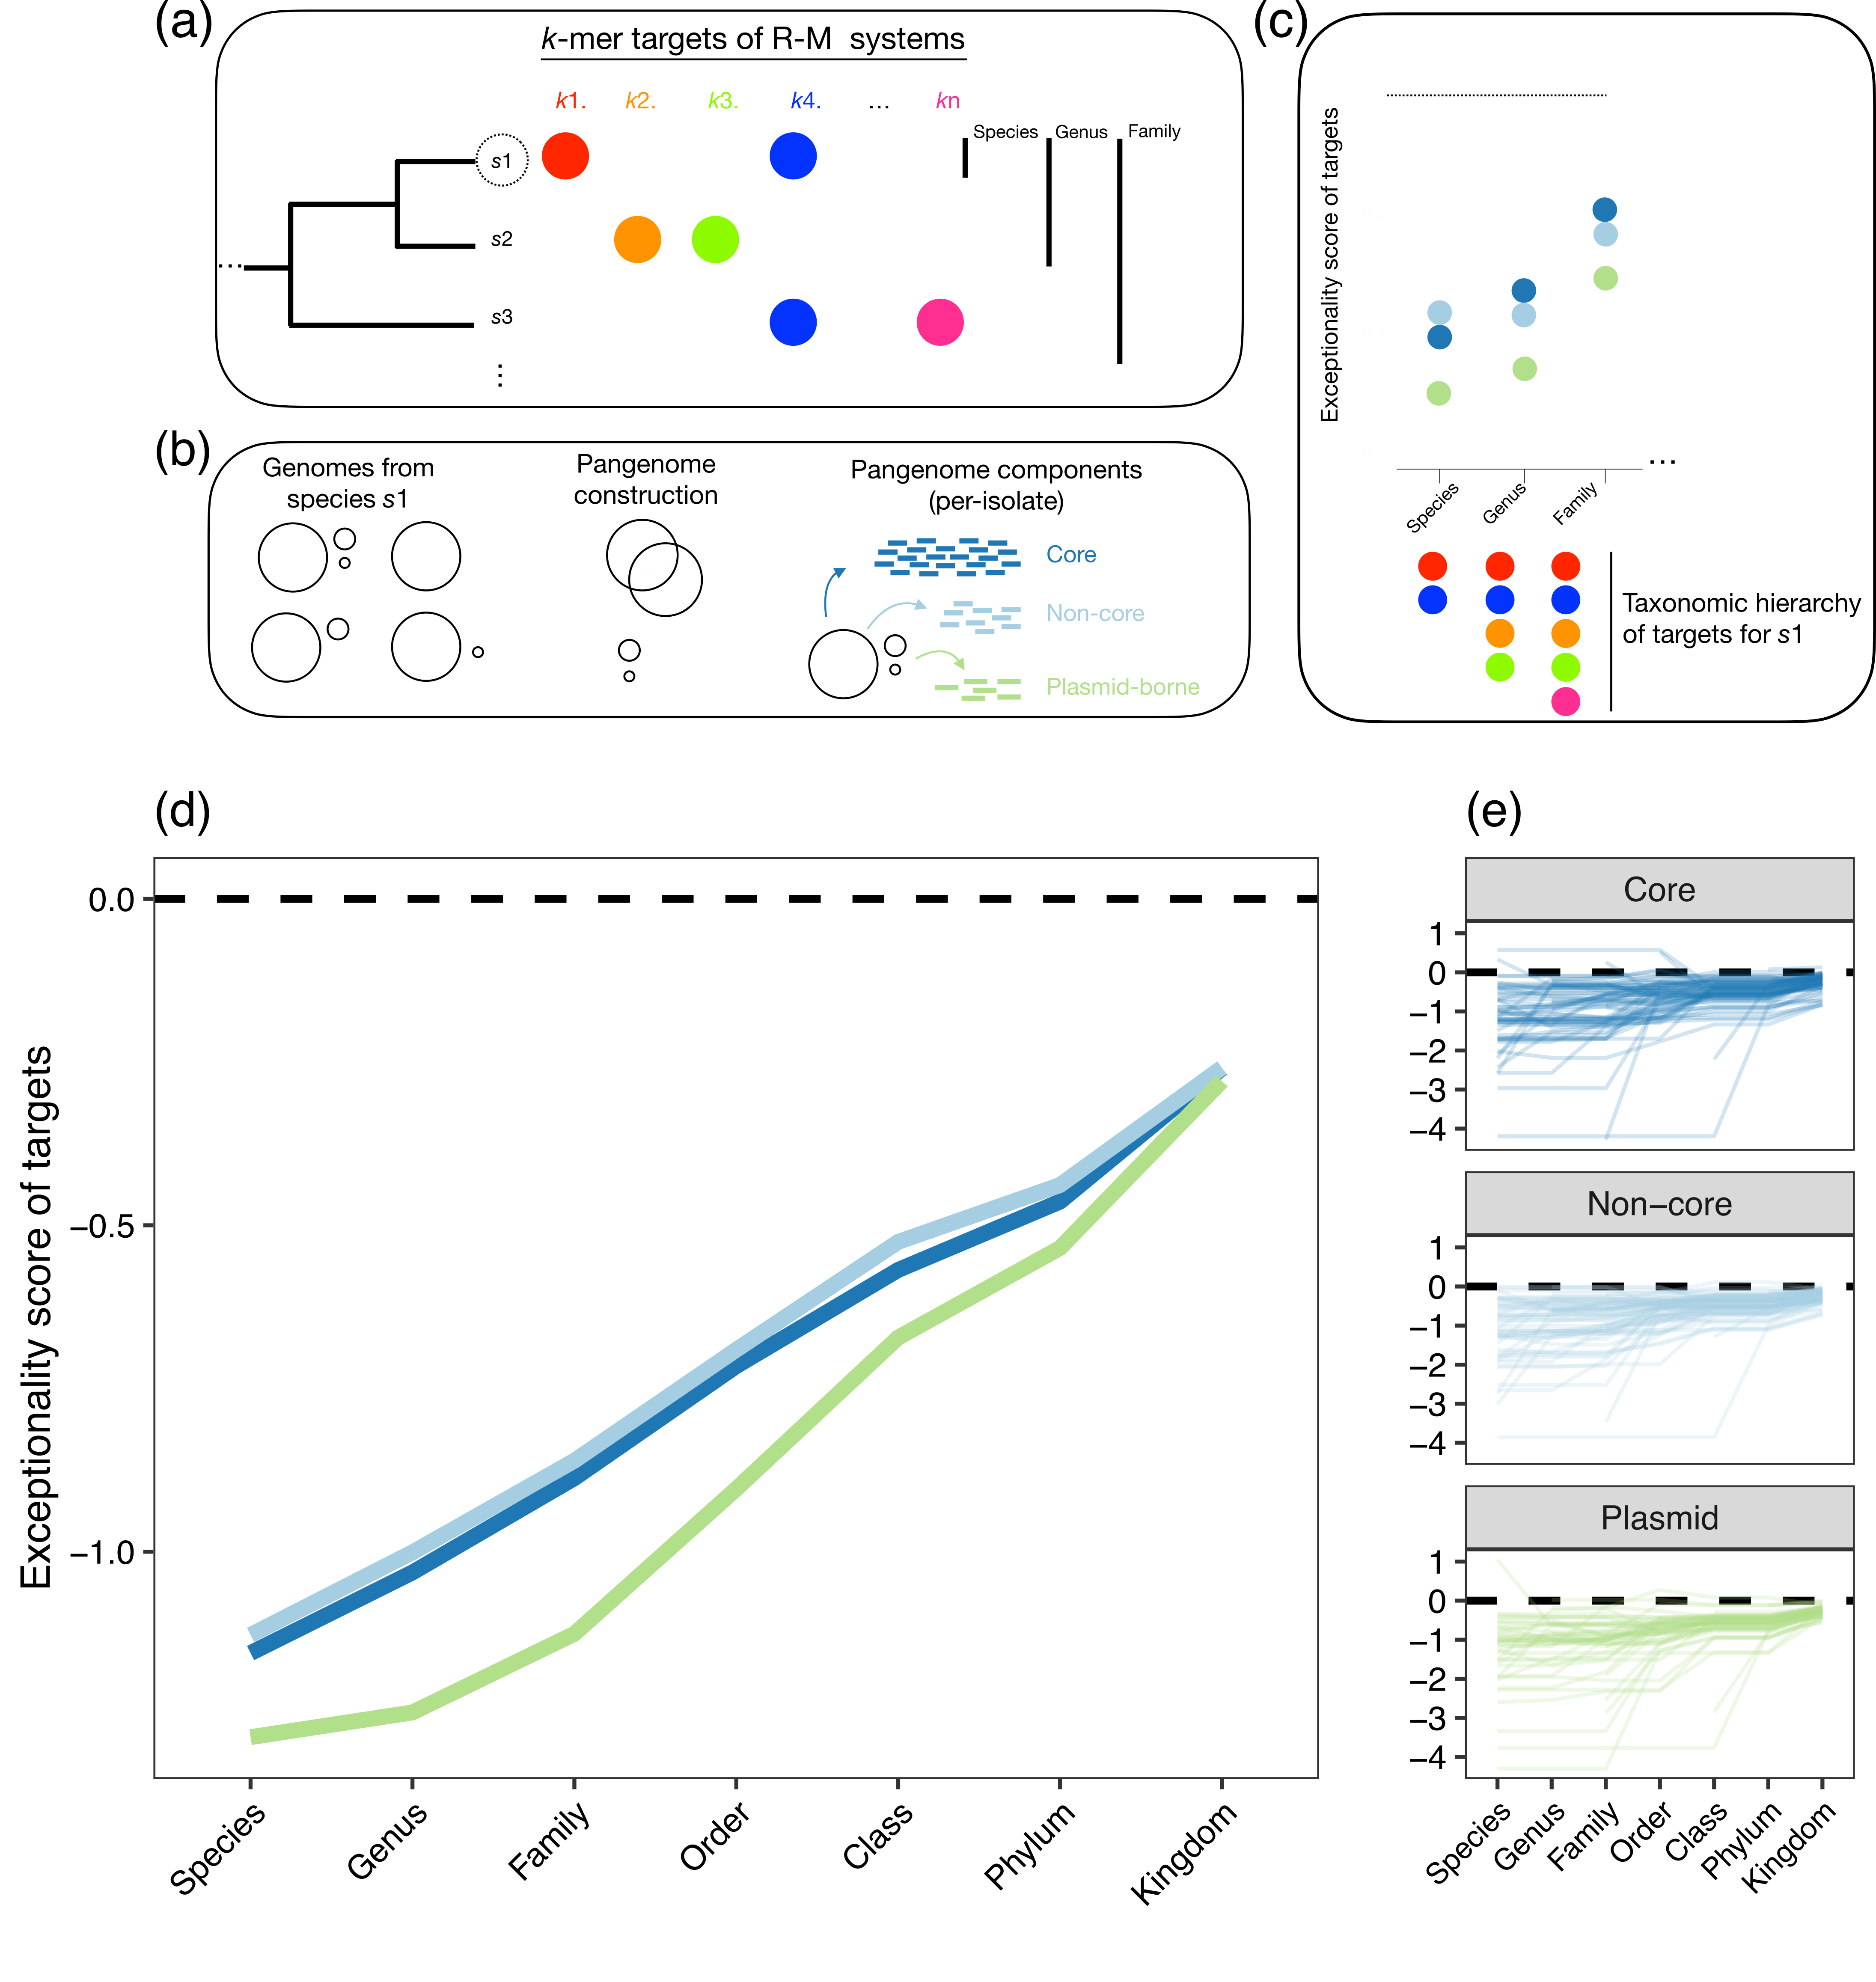 (a)
k-mer targets of R-M systems
k1. k2. k3. k4. ... kn
Species Genus Family
s1
s2
...
s3
...
(b)
Genomes from
species s1
Pangenome
construction
Pangenome components
(per-isolate)
Core
Non-core
Plasmid-borne
(c)
Exceptionality score of targets
...
Species Genus Family
Taxonomic hierarchy
of targets for s1
(d)
Exceptionality score of targets
0.0
−0.5
−1.0
Species Genus Family Order Class Phylum Kingdom
(e)
Core
1
0
−1
−2
−3
−4
Non−core
1
0
−1
−2
−3
−4
Plasmid
1
0
−1
−2
−3
−4
Species Genus Family Order Class Phylum Kingdom